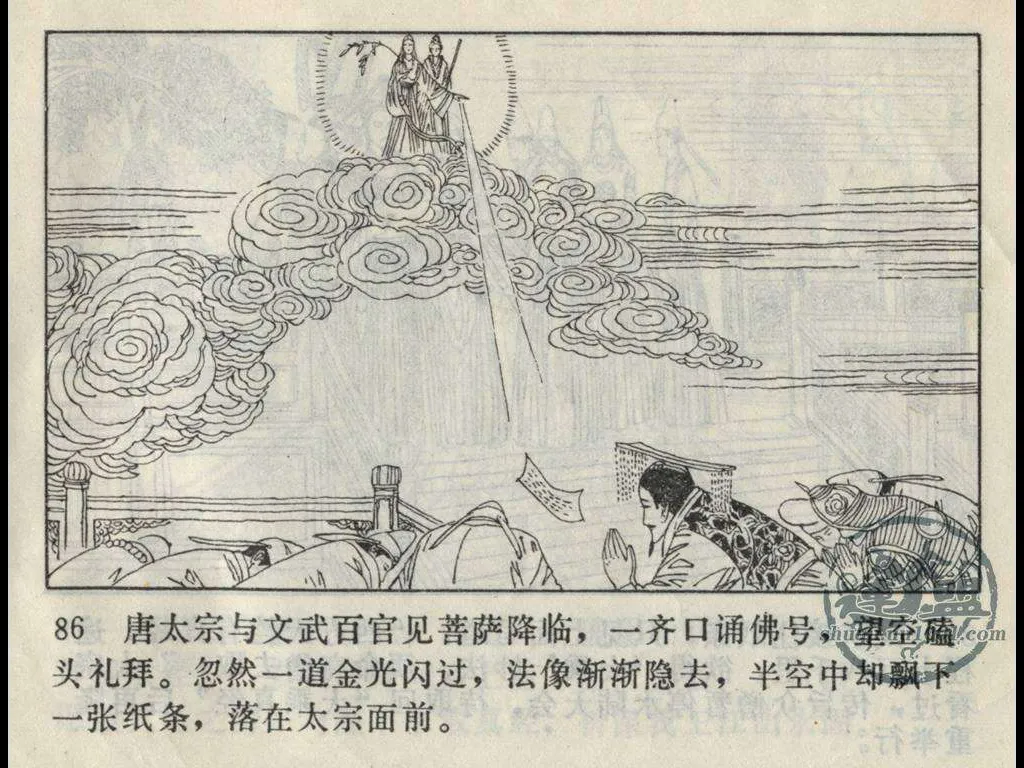 86 唐太宗与文武百官见菩萨降临，一齐口诵佛号，望空磕
头礼拜。忽然一道金光闪过，法像渐渐隐去，半空中却飘下
一张纸条，落在太宗面前。